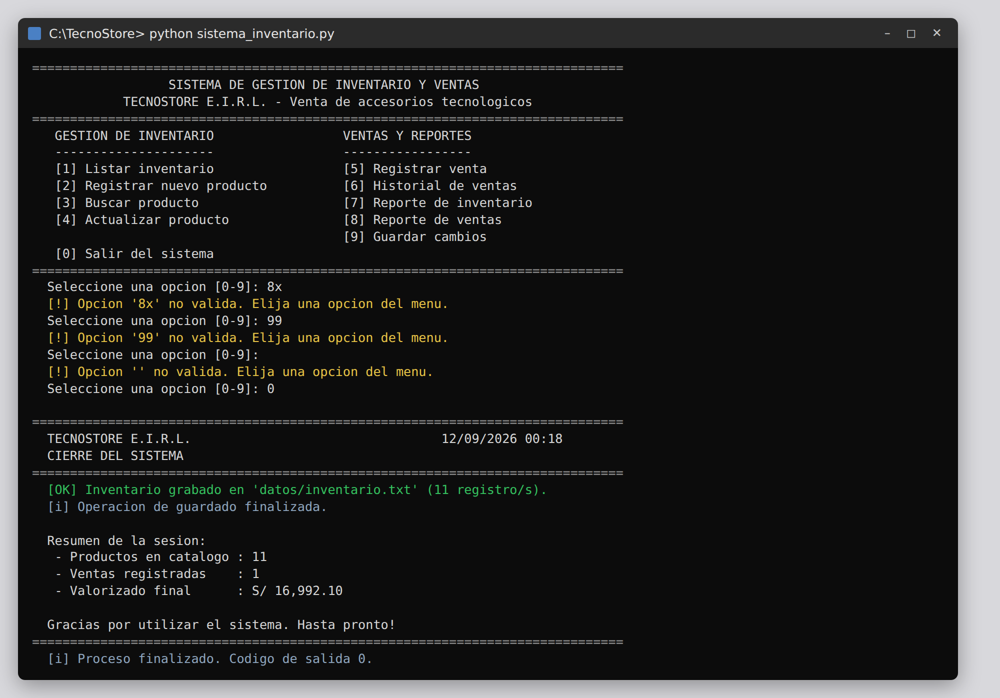 C:\TecnoStore> python sistema_inventario.py
==============================================================================
SISTEMA DE GESTION DE INVENTARIO Y VENTAS
TECNOSTORE E.I.R.L. - Venta de accesorios tecnologicos
==============================================================================
GESTION DE INVENTARIO                 VENTAS Y REPORTES
---------------------                 -----------------
[1] Listar inventario                 [5] Registrar venta
[2] Registrar nuevo producto          [6] Historial de ventas
[3] Buscar producto                   [7] Reporte de inventario
[4] Actualizar producto               [8] Reporte de ventas
[9] Guardar cambios
[0] Salir del sistema
==============================================================================
Seleccione una opcion [0-9]: 8x
[!] Opcion '8x' no valida. Elija una opcion del menu.
Seleccione una opcion [0-9]: 99
[!] Opcion '99' no valida. Elija una opcion del menu.
Seleccione una opcion [0-9]:
[!] Opcion '' no valida. Elija una opcion del menu.
Seleccione una opcion [0-9]: 0
==============================================================================
TECNOSTORE E.I.R.L.                                 12/09/2026 00:18
CIERRE DEL SISTEMA
==============================================================================
[OK] Inventario grabado en 'datos/inventario.txt' (11 registro/s).
[i] Operacion de guardado finalizada.
Resumen de la sesion:
- Productos en catalogo : 11
- Ventas registradas    : 1
- Valorizado final      : S/ 16,992.10
Gracias por utilizar el sistema. Hasta pronto!
==============================================================================
[i] Proceso finalizado. Codigo de salida 0.